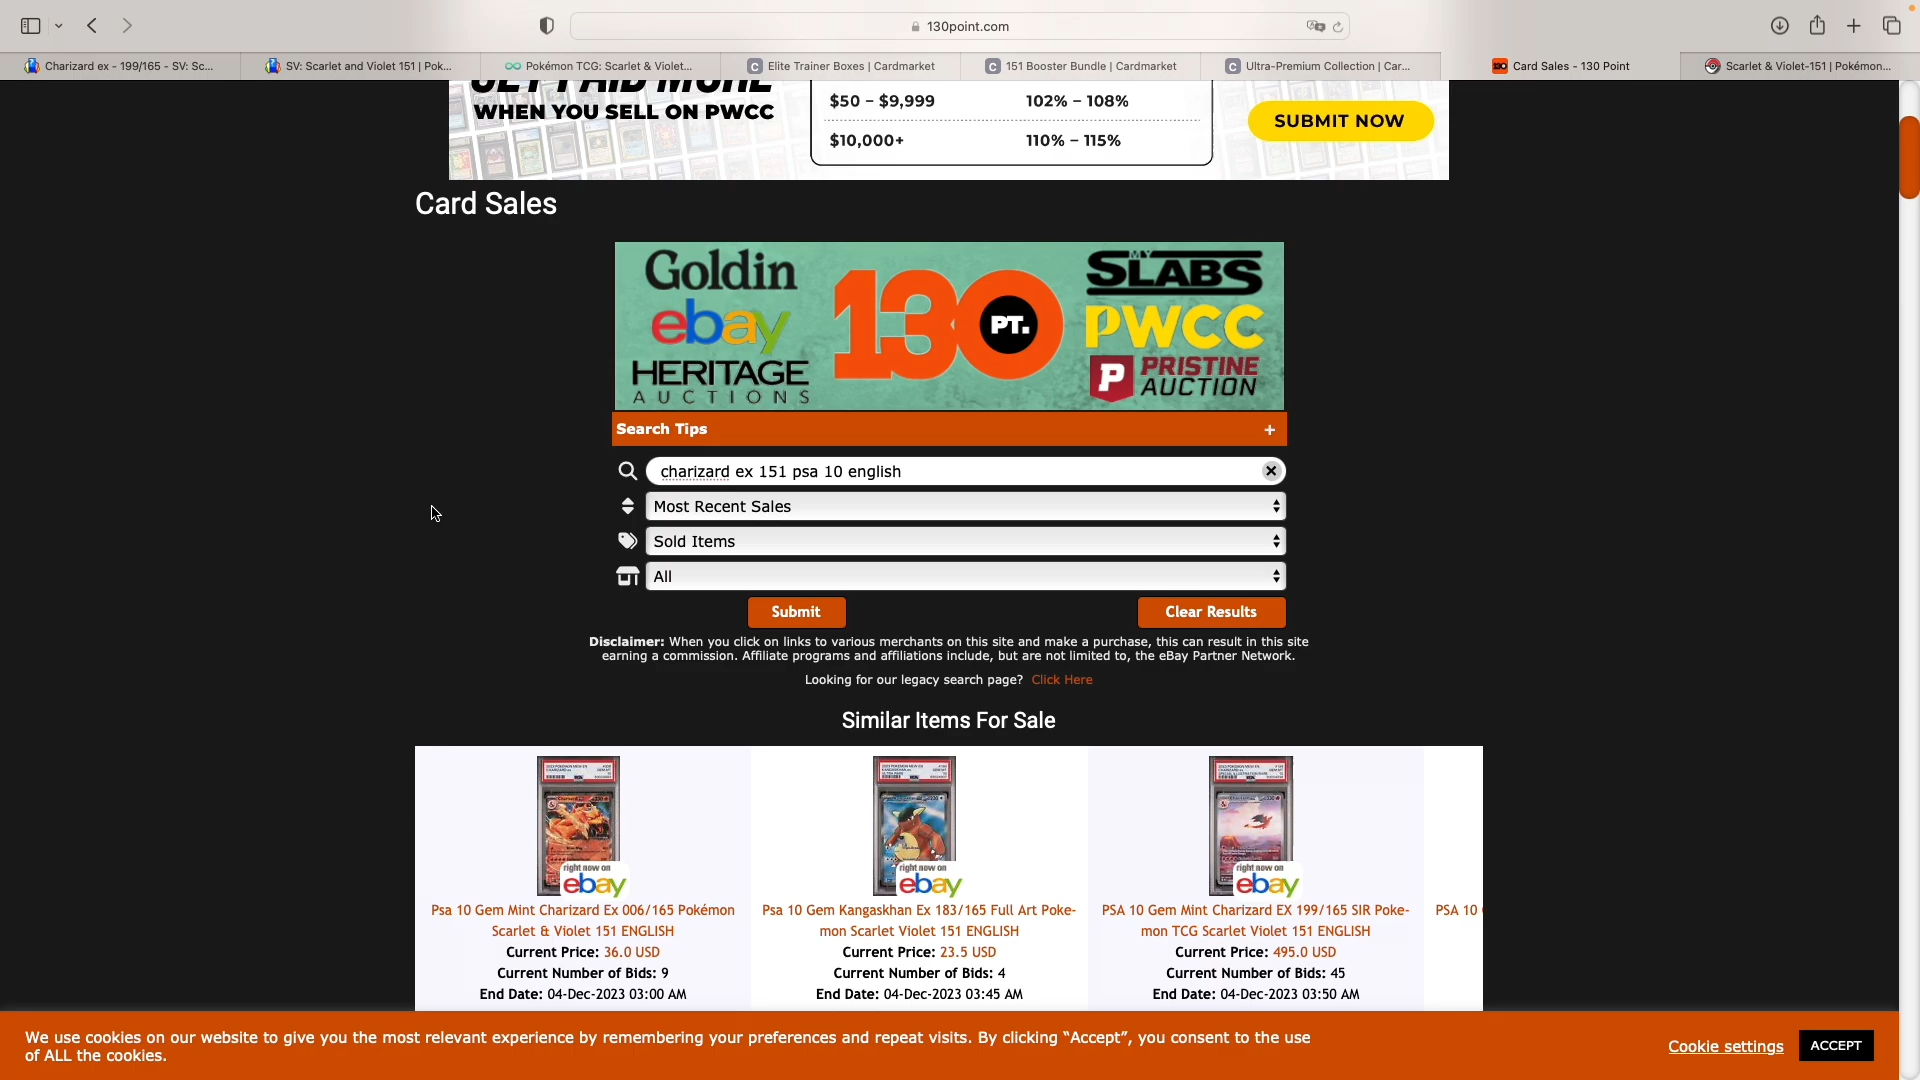 130point.com
Charizard ex - 199/165 - SV: Sc...
SV: Scarlet and Violet 151 | Pok...
Pokémon TCG: Scarlet & Violet...
Elite Trainer Boxes | Cardmarket
151 Booster Bundle | Cardmarket
Ultra-Premium Collection | Car...
Card Sales - 130 Point
Scarlet & Violet-151 | Pokémon...
GET PAID MORE
WHEN YOU SELL ON PWCC
$50 – $9,999 102% – 108%
$10,000+ 110% – 115%
SUBMIT NOW
Card Sales
Goldin
ebay
HERITAGE
AUCTIONS
130 PT.
MY
SLABS
PWCC
P PRISTINE
AUCTION
Search Tips +
charizard ex 151 psa 10 english
Most Recent Sales
Sold Items
All
Submit
Clear Results
Disclaimer: When you click on links to various merchants on this site and make a purchase, this can result in this site
earning a commission. Affiliate programs and affiliations include, but are not limited to, the eBay Partner Network.
Looking for our legacy search page? Click Here
Similar Items For Sale
right now on
ebay
Psa 10 Gem Mint Charizard Ex 006/165 Pokémon
Scarlet & Violet 151 ENGLISH
Current Price: 36.0 USD
Current Number of Bids: 9
End Date: 04-Dec-2023 03:00 AM
right now on
ebay
Psa 10 Gem Kangaskhan Ex 183/165 Full Art Poke-
mon Scarlet Violet 151 ENGLISH
Current Price: 23.5 USD
Current Number of Bids: 4
End Date: 04-Dec-2023 03:45 AM
right now on
ebay
PSA 10 Gem Mint Charizard EX 199/165 SIR Poke-
mon TCG Scarlet Violet 151 ENGLISH
Current Price: 495.0 USD
Current Number of Bids: 45
End Date: 04-Dec-2023 03:50 AM
PSA 10
We use cookies on our website to give you the most relevant experience by remembering your preferences and repeat visits. By clicking “Accept”, you consent to the use
of ALL the cookies.
Cookie settings
ACCEPT